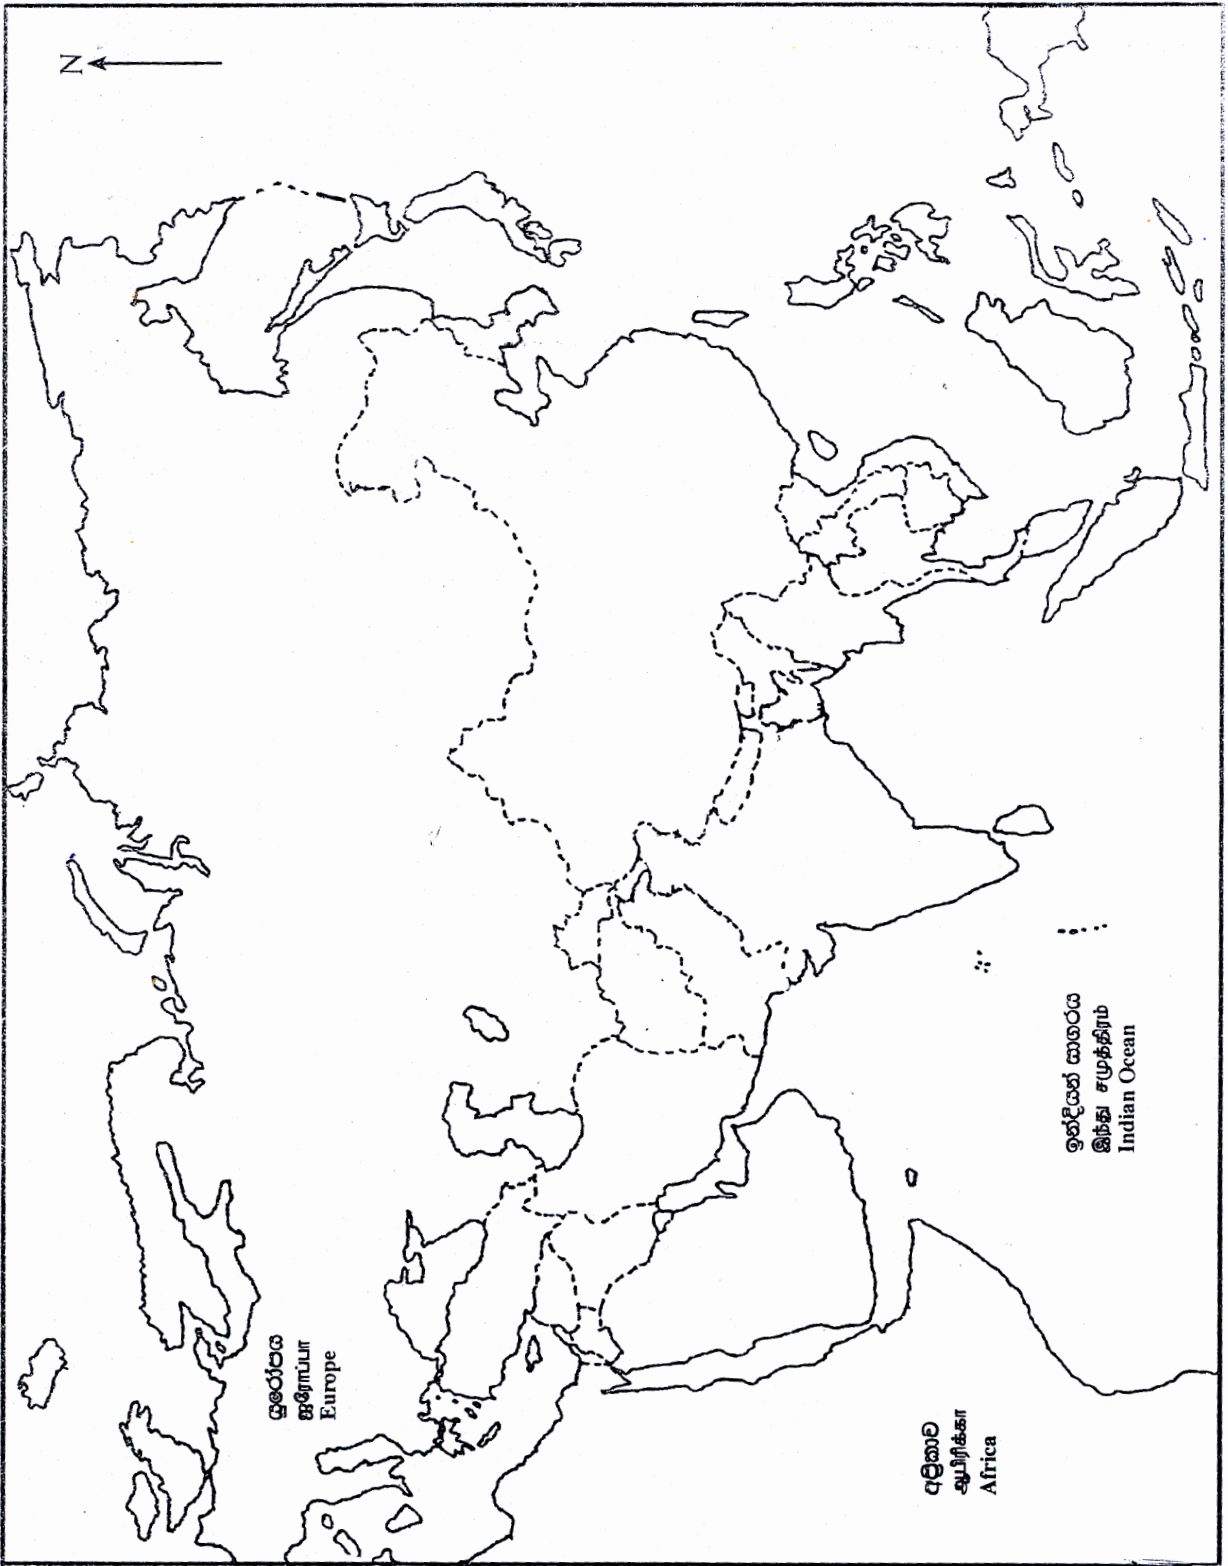 N
යුරෝපය
ஐரோப்பா
Europe
අප්‍රිකාව
ஆபிரிக்கா
Africa
ඉන්දියන් සාගරය
இந்து சமுத்திரம்
Indian Ocean